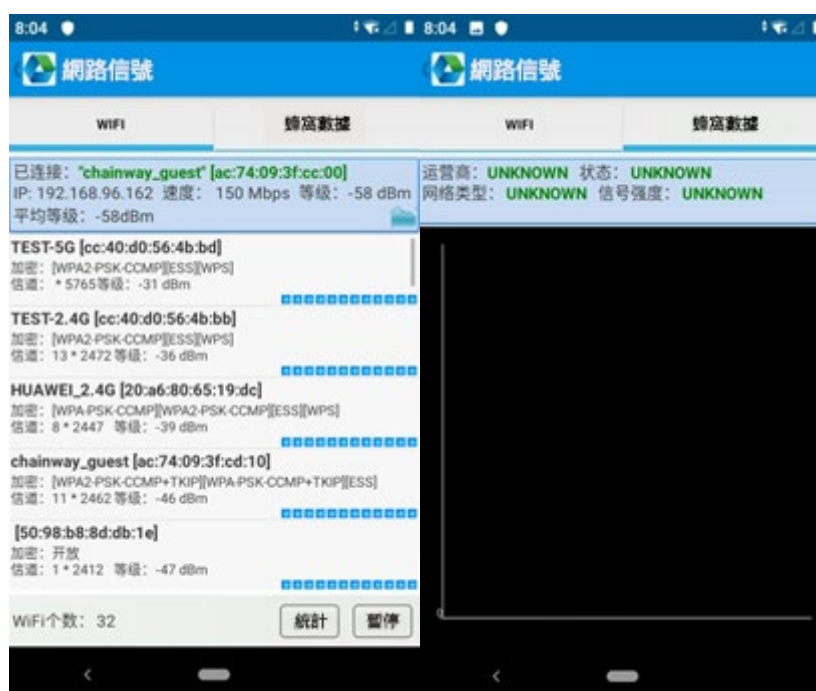 8:04
網路信號
WIFI 蜂窩數據
已连接： "chainway_guest" [ac:74:09:3f:cc:00]
IP: 192.168.96.162 速度： 150 Mbps 等级： -58 dBm
平均等级：-58dBm
TEST-5G [cc:40:d0:56:4b:bd]
加密： [WPA2-PSK-CCMP][ESS][WPS]
信道： * 5765等级： -31 dBm
TEST-2.4G [cc:40:d0:56:4b:bb]
加密： [WPA2-PSK-CCMP][ESS][WPS]
信道： 13 * 2472 等级： -36 dBm
HUAWEI_2.4G [20:a6:80:65:19:dc]
加密： [WPA-PSK-CCMP][WPA2-PSK-CCMP][ESS][WPS]
信道： 8 * 2447 等级： -39 dBm
chainway_guest [ac:74:09:3f:cd:10]
加密： [WPA2-PSK-CCMP+TKIP][WPA-PSK-CCMP+TKIP][ESS]
信道： 11 * 2462 等级： -46 dBm
[50:98:b8:8d:db:1e]
加密： 开放
信道： 1 * 2412 等级： -47 dBm
WiFi个数： 32 統計 暫停
8:04
網路信號
WIFI 蜂窩數據
运营商： UNKNOWN 状态： UNKNOWN
网络类型： UNKNOWN 信号强度： UNKNOWN
0